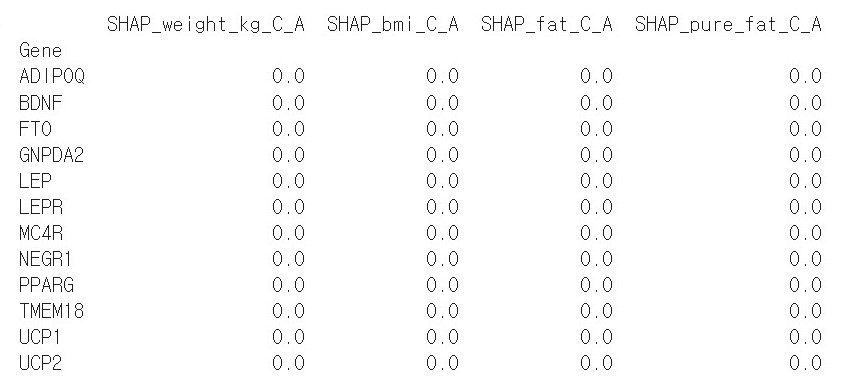 SHAP_weight_kg_C_A SHAP_bmi_C_A SHAP_fat_C_A SHAP_pure_fat_C_A
Gene
ADIPOQ 0.0 0.0 0.0 0.0
BDNF 0.0 0.0 0.0 0.0
FTO 0.0 0.0 0.0 0.0
GNPDA2 0.0 0.0 0.0 0.0
LEP 0.0 0.0 0.0 0.0
LEPR 0.0 0.0 0.0 0.0
MC4R 0.0 0.0 0.0 0.0
NEGR1 0.0 0.0 0.0 0.0
PPARG 0.0 0.0 0.0 0.0
TMEM18 0.0 0.0 0.0 0.0
UCP1 0.0 0.0 0.0 0.0
UCP2 0.0 0.0 0.0 0.0